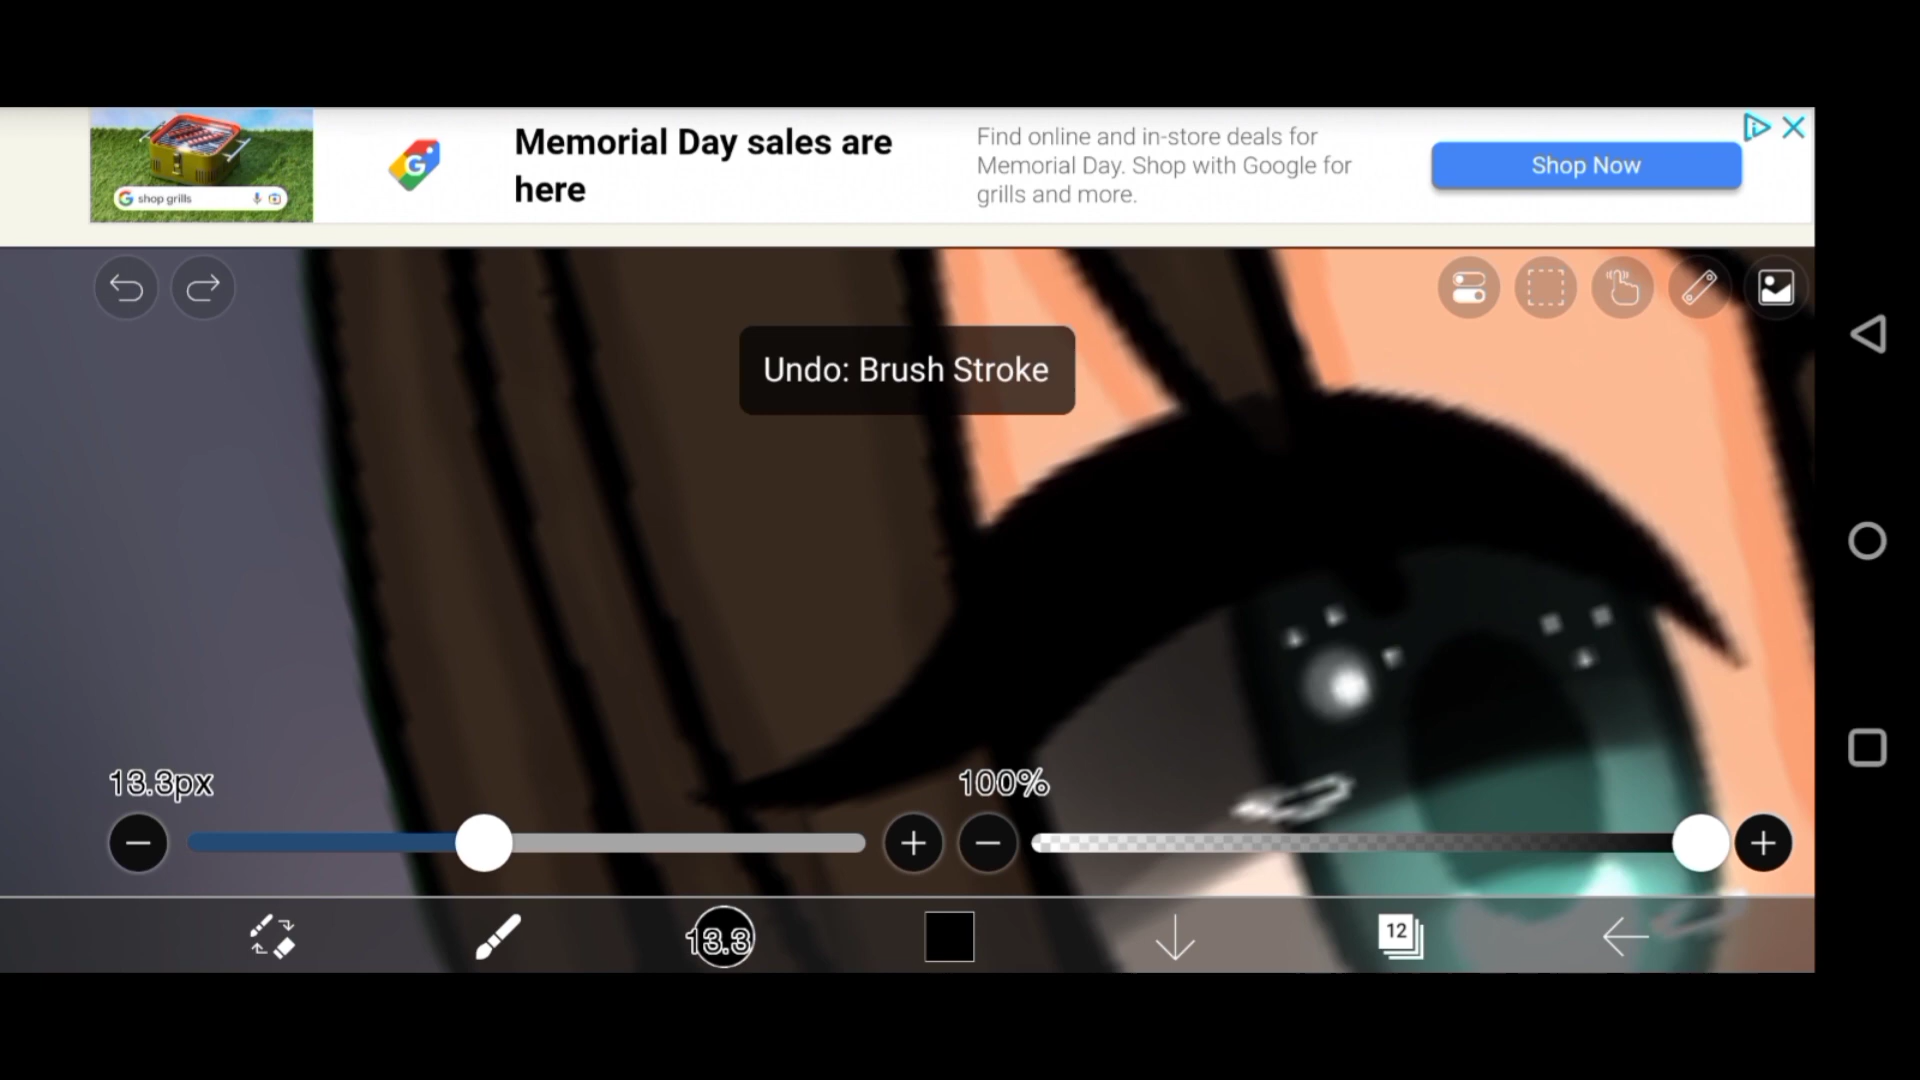 Memorial Day sales are
here
Find online and in-store deals for
Memorial Day. Shop with Google for
grills and more.
Shop Now
G shop grills
G
Undo: Brush Stroke
13.3px
100%
13.3
12